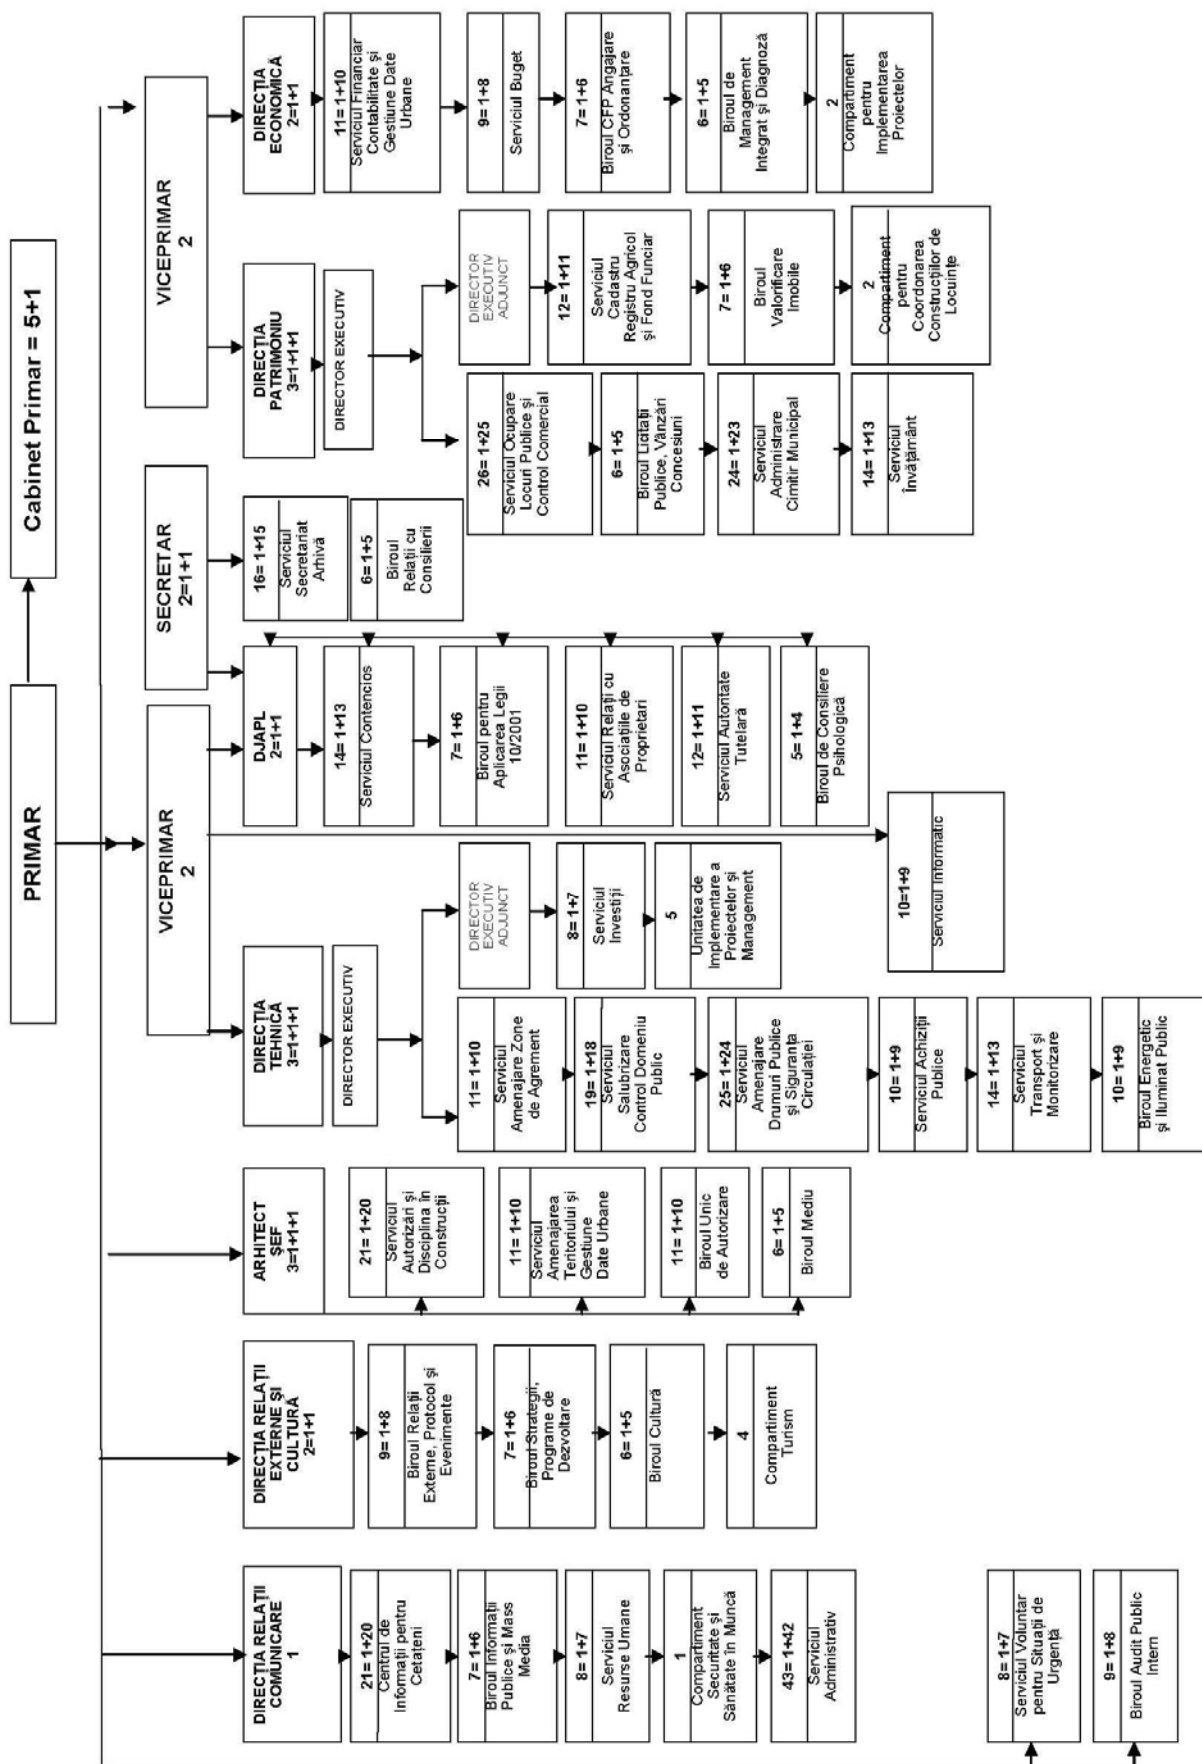 PRIMAR
Cabinet Primar = 5+1
VICEPRIMAR
2
SECRETAR
2=1+1
VICEPRIMAR
2
DIRECȚIA RELAȚII
COMUNICARE
1
21= 1+20
Centrul de
Informații pentru
Cetațeni
7= 1+6
Biroul Informații
Publice și Mass
Media
8= 1+7
Serviciul
Resurse Umane
1
Compartiment
Securitate și
Sănătate în Muncă
43= 1+42
Serviciul
Administrativ
8= 1+7
Serviciul Voluntar
pentru Situații de
Urgență
9= 1+8
Biroul Audit Public
Intern
DIRECȚIA RELAȚII
EXTERNE ȘI
CULTURĂ
2=1+1
9= 1+8
Biroul Relații
Externe, Protocol și
Evenimente
7= 1+6
Biroul Strategii,
Programe de
Dezvoltare
6= 1+5
Biroul Cultură
4
Compartiment
Turism
ARHITECT
ȘEF
3=1+1+1
21= 1+20
Serviciul
Autorizări și
Disciplina în
Construcții
11= 1+10
Serviciul
Amenajarea
Teritoriului și
Gestiune
Date Urbane
11= 1+10
Biroul Unic
de Autorizare
6= 1+5
Biroul Mediu
DIRECȚIA
TEHNICĂ
3=1+1+1
DIRECTOR EXECUTIV
11= 1+10
Serviciul
Amenajare Zone
de Agrement
19= 1+18
Serviciul
Salubrizare
Control Domeniu
Public
25= 1+24
Serviciul
Amenajare
Drumuri Publice
și Siguranța
Circulației
10= 1+9
Serviciul Achiziții
Publice
14= 1+13
Serviciul
Transport și
Monitorizare
10= 1+9
Biroul Energetic
și Iluminat Public
DIRECTOR
EXECUTIV
ADJUNCT
8= 1+7
Serviciul
Investiții
5
Unitatea de
Implementare a
Proiectelor și
Management
10=1+9
Serviciul Informatic
DJAPL
2=1+1
14= 1+13
Serviciul Contencios
7= 1+6
Biroul pentru
Aplicarea Legii
10/2001
11= 1+10
Serviciul Relații cu
Asociațiile de
Proprietari
12= 1+11
Serviciul Autoritate
Tutelară
5= 1+4
Biroul de Consiliere
Psihologică
16= 1+15
Serviciul
Secretariat
Arhivă
6= 1+5
Biroul
Relații cu
Consilierii
DIRECȚIA
PATRIMONIU
3=1+1+1
DIRECTOR EXECUTIV
26= 1+25
Serviciul Ocupare
Locuri Publice și
Control Comercial
6= 1+5
Biroul Licitații
Publice, Vânzări
Concesiuni
24= 1+23
Serviciul
Administrare
Cimitir Municipal
14= 1+13
Serviciul
Învățământ
DIRECTOR
EXECUTIV
ADJUNCT
12= 1+11
Serviciul
Cadastru
Registru Agricol
și Fond Funciar
7= 1+6
Biroul
Valorificare
Imobile
2
Compartiment
pentru
Coordonarea
Construcțiilor de
Locuințe
DIRECȚIA
ECONOMICĂ
2=1+1
11= 1+10
Serviciul Financiar
Contabilitate și
Gestiune Date
Urbane
9= 1+8
Serviciul Buget
7= 1+6
Biroul CFP Angajare
și Ordonanțare
6= 1+5
Biroul de
Management
Integrat și Diagnoză
2
Compartiment
pentru
Implementarea
Proiectelor